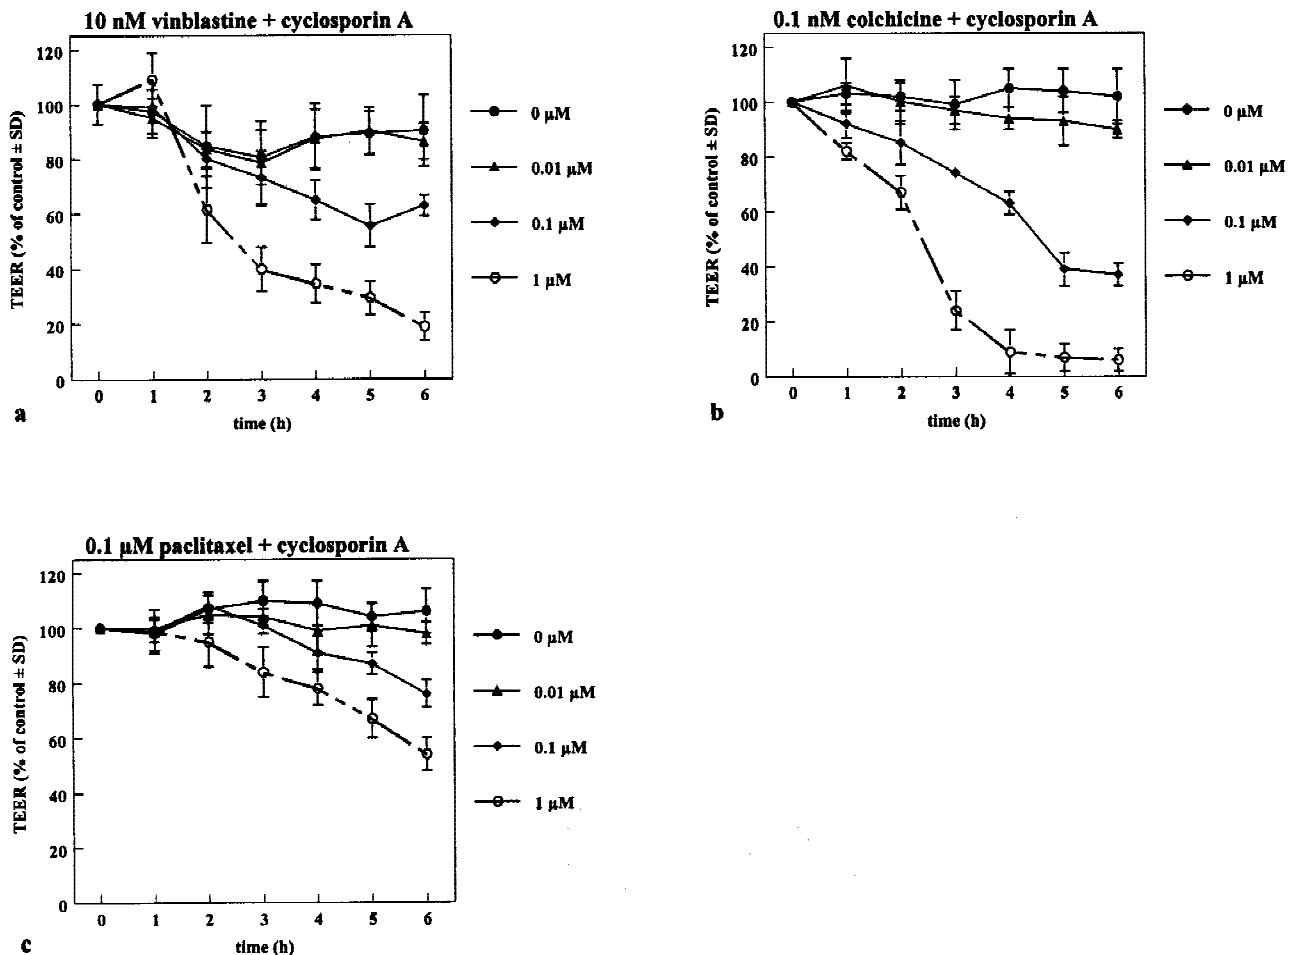 10 nM vinblastine + cyclosporin A
TEER (% of control ± SD)
120
100
80
60
40
20
0
0 1 2 3 4 5 6
time (h)
a
0 µM
0.01 µM
0.1 µM
1 µM
0.1 nM colchicine + cyclosporin A
TEER (% of control ± SD)
120
100
80
60
40
20
0
0 1 2 3 4 5 6
time (h)
b
0 µM
0.01 µM
0.1 µM
1 µM
0.1 µM paclitaxel + cyclosporin A
TEER (% of control ± SD)
120
100
80
60
40
20
0
0 1 2 3 4 5 6
time (h)
c
0 µM
0.01 µM
0.1 µM
1 µM